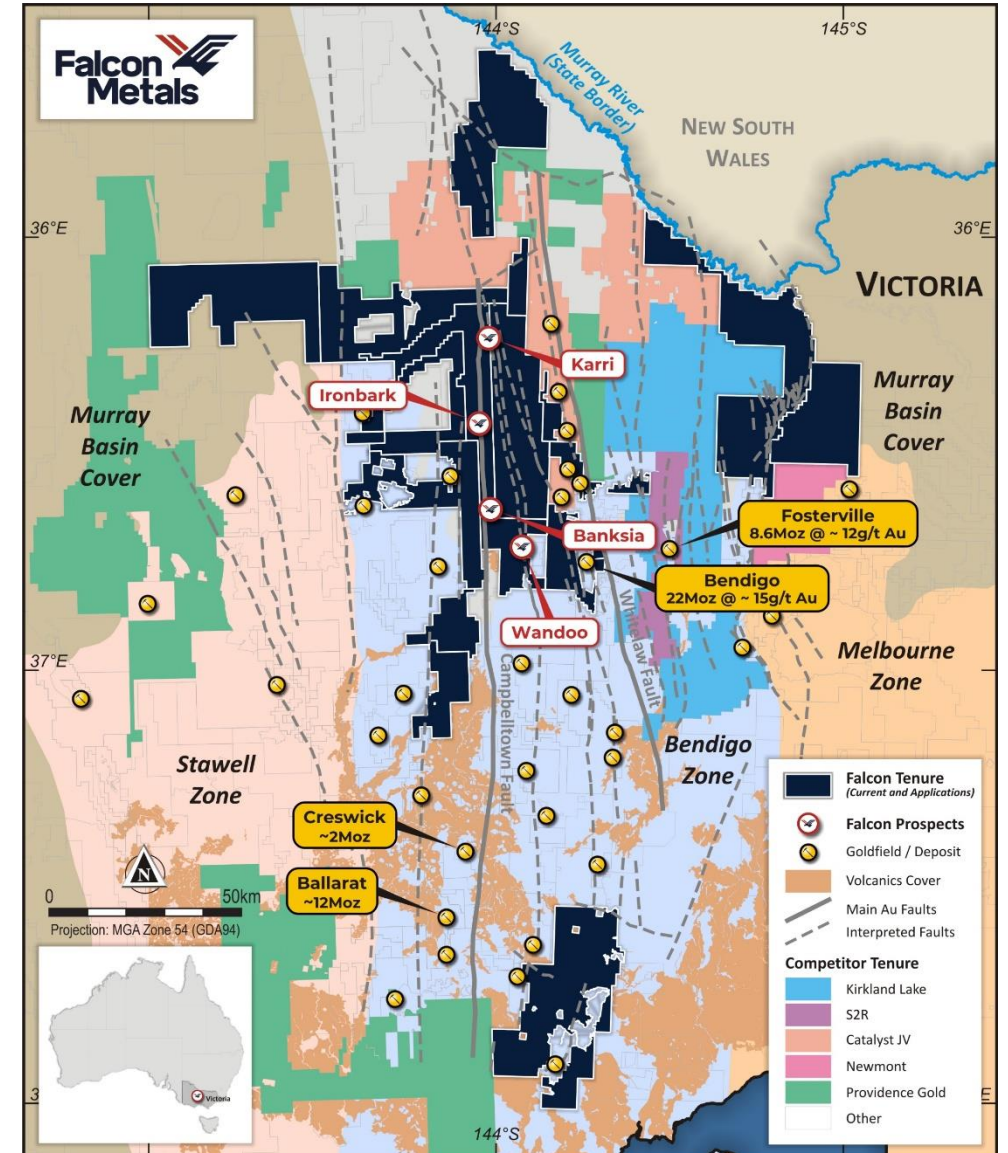 Falcon
Metals
144°S
145°S
Murray River
(State Border)
NEW SOUTH
WALES
36°E
36°E
VICTORIA
Karri
Ironbark
Murray
Basin
Cover
Murray
Basin
Cover
Fosterville
8.6Moz @ ~ 12g/t Au
Banksia
Bendigo
22Moz @ ~ 15g/t Au
Wandoo
Whitelaw Fault
Campbelltown Fault
37°E
Melbourne
Zone
Stawell
Zone
Bendigo
Zone
Creswick
~2Moz
Ballarat
~12Moz
N
0
50km
Projection: MGA Zone 54 (GDA94)
Victoria
144°S
Falcon Tenure
(Current and Applications)
Falcon Prospects
Goldfield / Deposit
Volcanics Cover
Main Au Faults
Interpreted Faults
Competitor Tenure
Kirkland Lake
S2R
Catalyst JV
Newmont
Providence Gold
Other